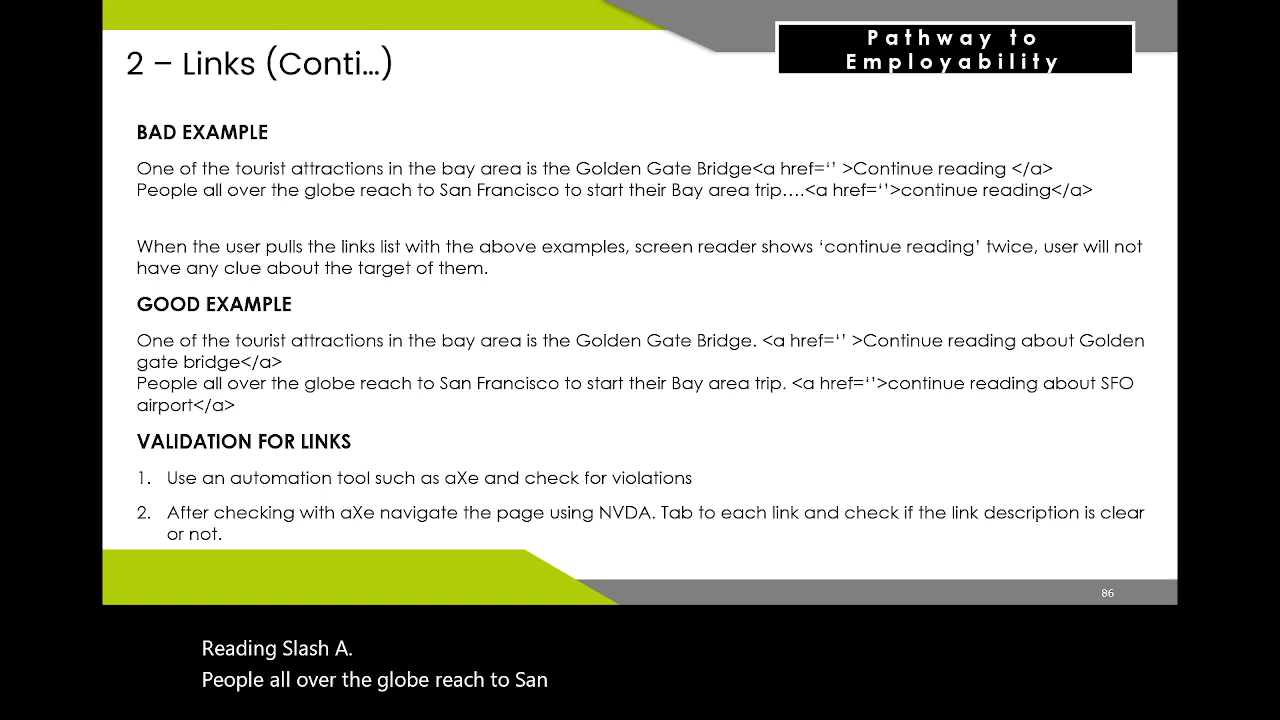 Pathway to
Employability
2 – Links (Conti…)
BAD EXAMPLE
One of the tourist attractions in the bay area is the Golden Gate Bridge<a href=‘’ >Continue reading </a>
People all over the globe reach to San Francisco to start their Bay area trip….<a href=‘’>continue reading</a>
When the user pulls the links list with the above examples, screen reader shows ‘continue reading’ twice, user will not
have any clue about the target of them.
GOOD EXAMPLE
One of the tourist attractions in the bay area is the Golden Gate Bridge. <a href=‘’ >Continue reading about Golden
gate bridge</a>
People all over the globe reach to San Francisco to start their Bay area trip. <a href=‘’>continue reading about SFO
airport</a>
VALIDATION FOR LINKS
1. Use an automation tool such as aXe and check for violations
2. After checking with aXe navigate the page using NVDA. Tab to each link and check if the link description is clear
or not.
86
Reading Slash A.
People all over the globe reach to San